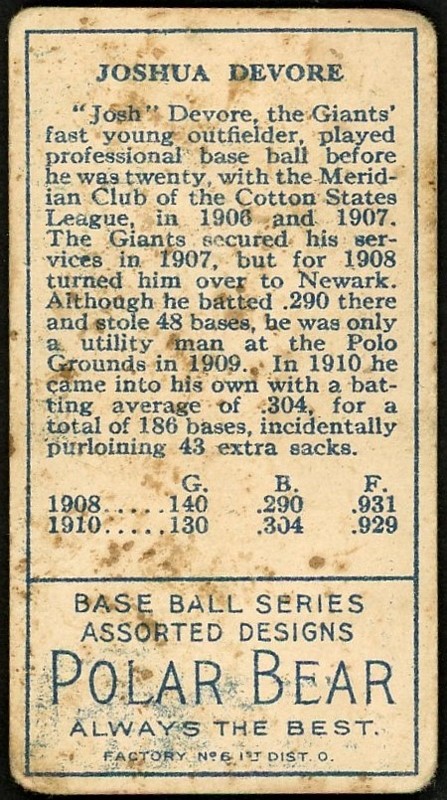 JOSHUA DEVORE
"Josh" Devore, the Giants'
fast young outfielder, played
professional base ball before
he was twenty, with the Merid-
ian Club of the Cotton States
League, in 1906 and 1907.
The Giants secured his ser-
vices in 1907, but for 1908
turned him over to Newark.
Although he batted .290 there
and stole 48 bases, he was only
a utility man at the Polo
Grounds in 1909. In 1910 he
came into his own with a bat-
ting average of .304, for a
total of 186 bases, incidentally
purloining 43 extra sacks.
G. B. F.
1908.....140 .290 .931
1910.....130 .304 .929
BASE BALL SERIES
ASSORTED DESIGNS
POLAR BEAR
ALWAYS THE BEST.
FACTORY Nº 6 1ST DIST. O.